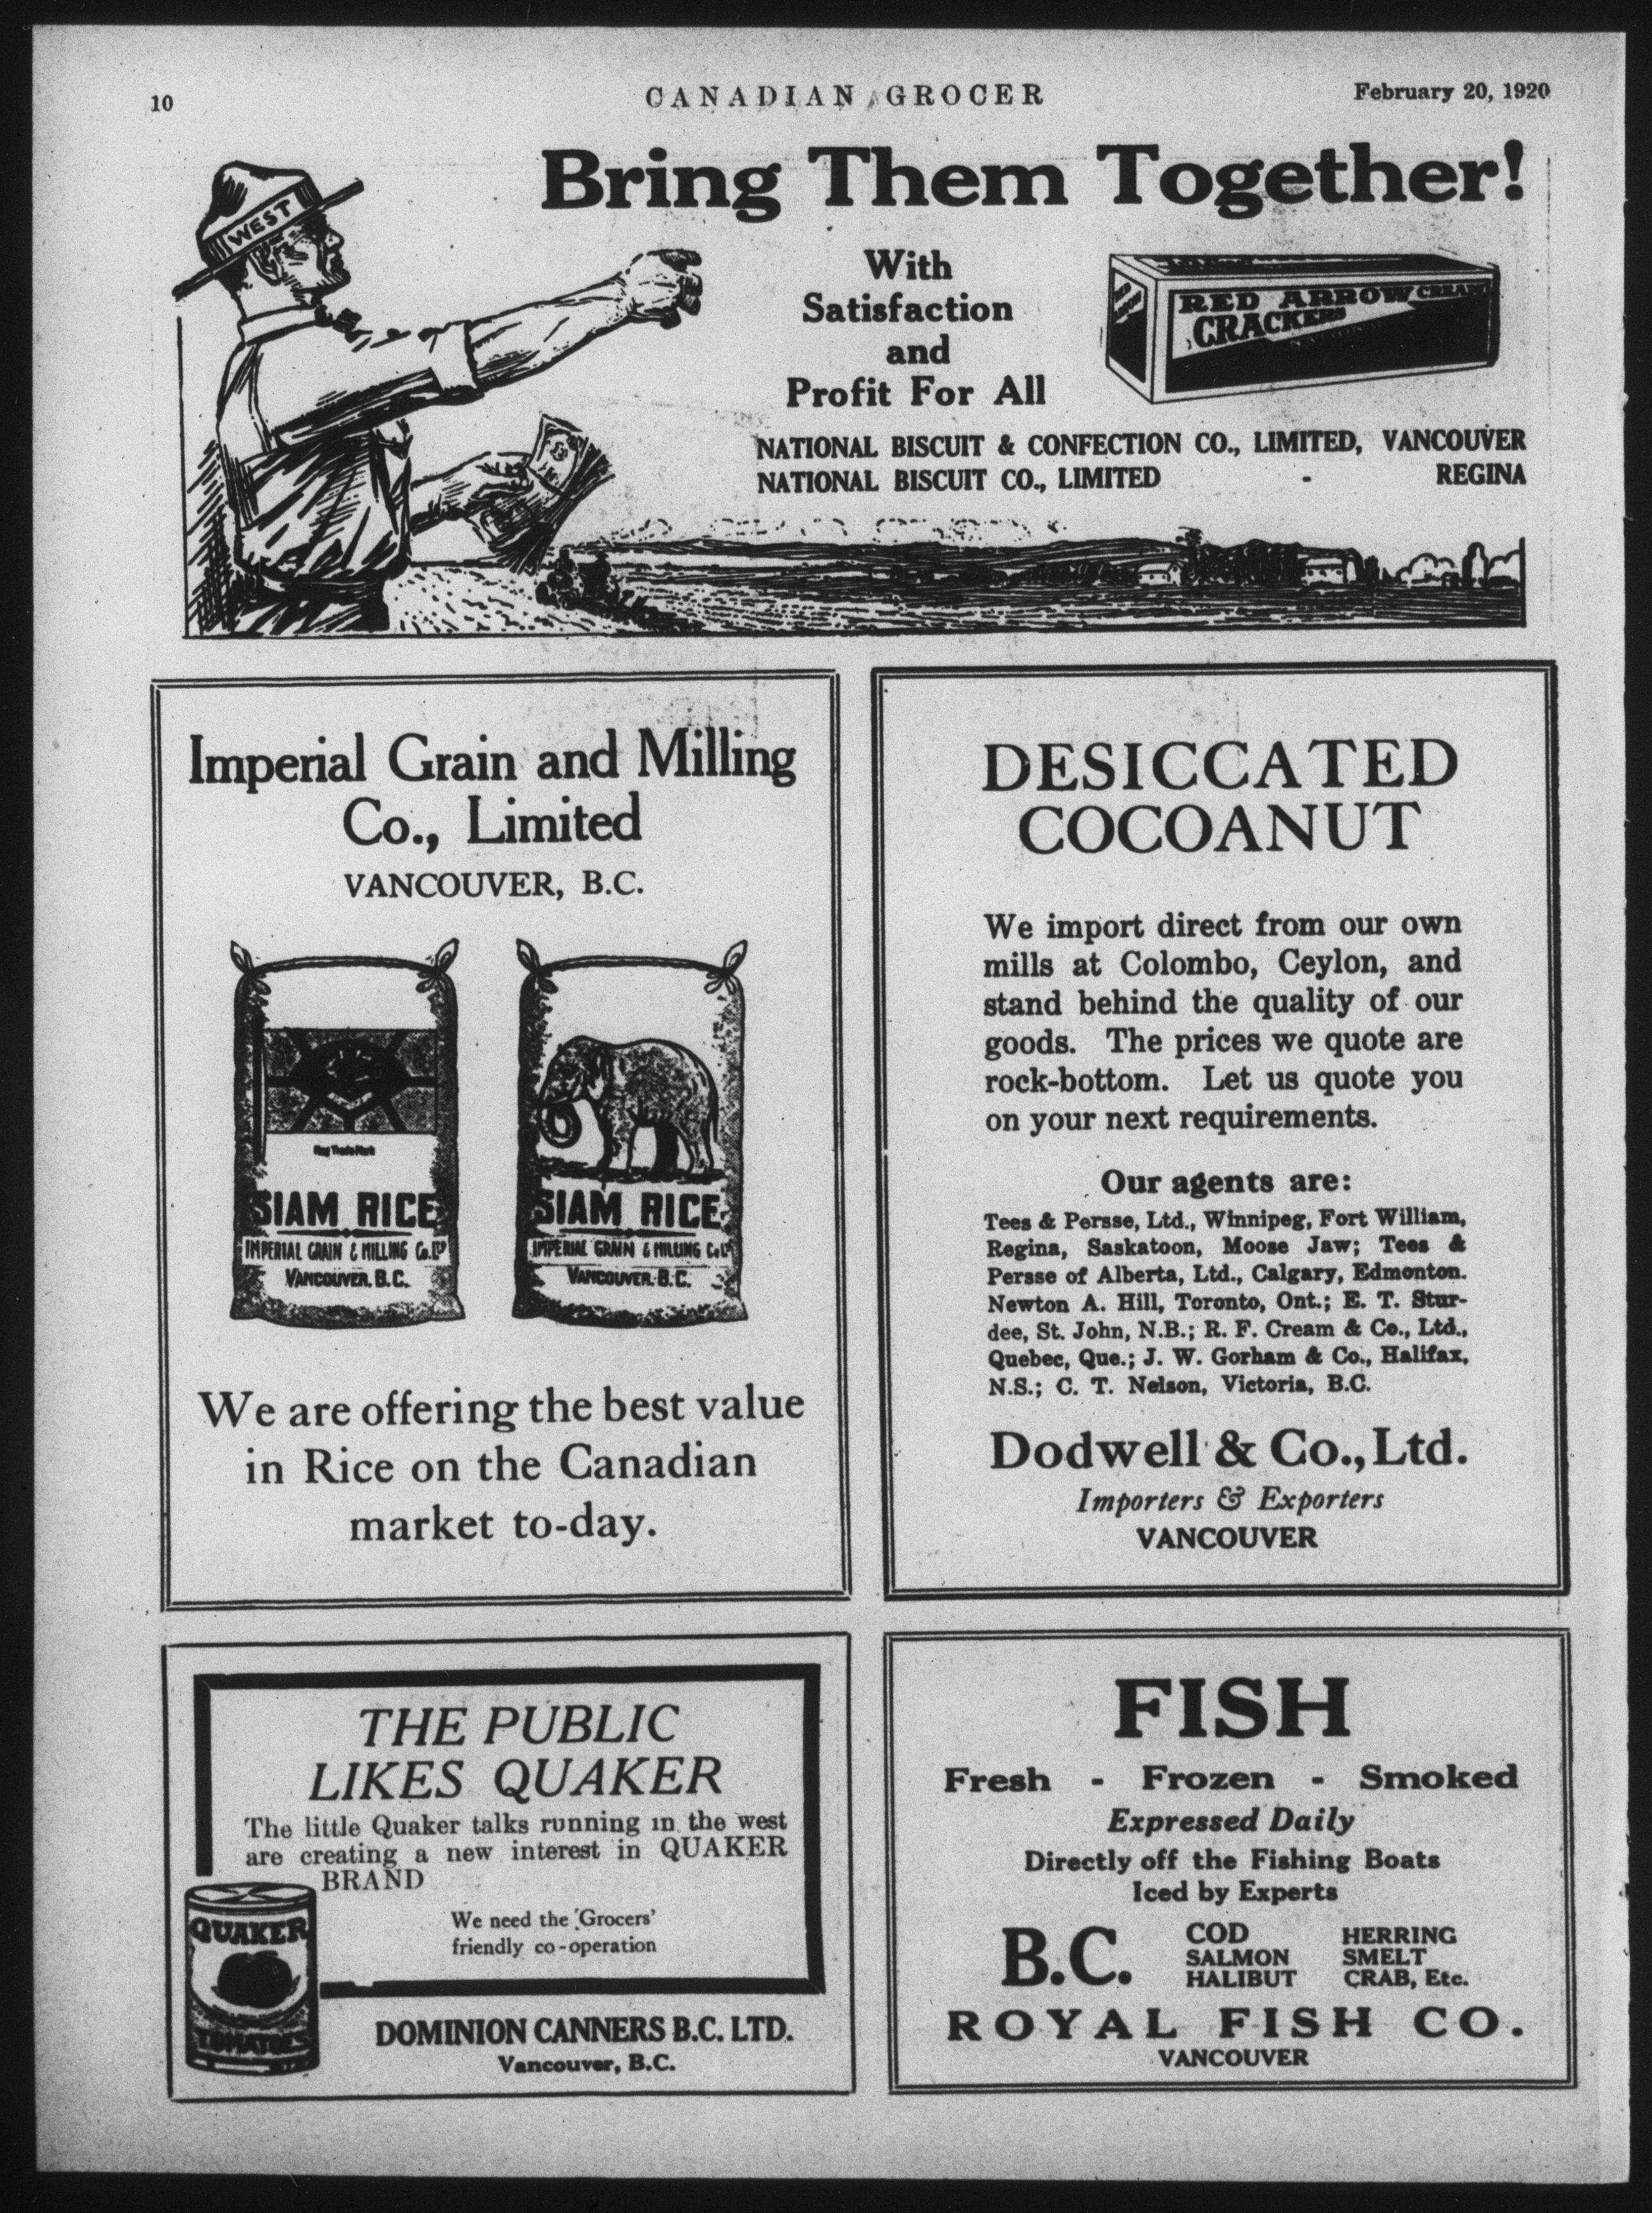 10
CANADIAN GROCER
February 20, 1920
Bring Them Together!
WEST
With
Satisfaction
and
Profit For All
RED ARROW CREAM
CRACKERS
NATIONAL BISCUIT & CONFECTION CO., LIMITED, VANCOUVER
NATIONAL BISCUIT CO., LIMITED - REGINA
Imperial Grain and Milling
Co., Limited
VANCOUVER, B.C.
SIAM RICE
IMPERIAL GRAIN & MILLING Co. LTD
VANCOUVER. B.C.
SIAM RICE
IMPERIAL GRAIN & MILLING Co. LTD
VANCOUVER. B.C.
We are offering the best value
in Rice on the Canadian
market to-day.
DESICCATED
COCOANUT
We import direct from our own
mills at Colombo, Ceylon, and
stand behind the quality of our
goods. The prices we quote are
rock-bottom. Let us quote you
on your next requirements.
Our agents are:
Tees & Persse, Ltd., Winnipeg, Fort William,
Regina, Saskatoon, Moose Jaw; Tees &
Persse of Alberta, Ltd., Calgary, Edmonton.
Newton A. Hill, Toronto, Ont.; E. T. Stur-
dee, St. John, N.B.; R. F. Cream & Co., Ltd.,
Quebec, Que.; J. W. Gorham & Co., Halifax,
N.S.; C. T. Nelson, Victoria, B.C.
Dodwell & Co., Ltd.
Importers & Exporters
VANCOUVER
THE PUBLIC
LIKES QUAKER
The little Quaker talks running in the west
are creating a new interest in QUAKER
BRAND
We need the Grocers'
friendly co-operation
QUAKER
TOMATOES
DOMINION CANNERS B.C. LTD.
Vancouver, B.C.
FISH
Fresh - Frozen - Smoked
Expressed Daily
Directly off the Fishing Boats
Iced by Experts
B.C.
COD HERRING
SALMON SMELT
HALIBUT CRAB, Etc.
ROYAL FISH CO.
VANCOUVER